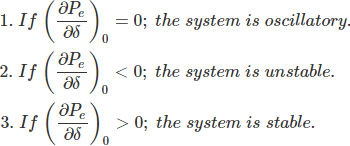 1. If (∂Pₑ/∂δ)₀ = 0; the system is oscillatory.
2. If (∂Pₑ/∂δ)₀ < 0; the system is unstable.
3. If (∂Pₑ/∂δ)₀ > 0; the system is stable.